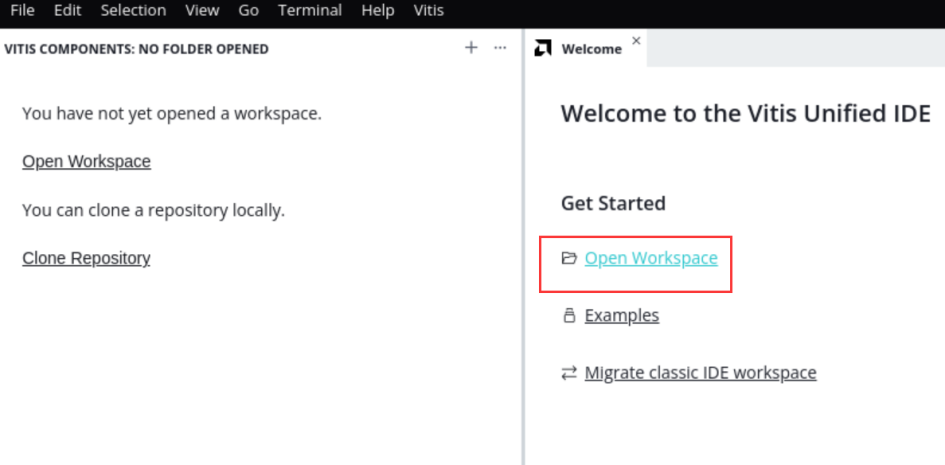 File Edit Selection View Go Terminal Help Vitis
VITIS COMPONENTS: NO FOLDER OPENED
You have not yet opened a workspace.
Open Workspace
You can clone a repository locally.
Clone Repository
Welcome
Welcome to the Vitis Unified IDE
Get Started
Open Workspace
Examples
Migrate classic IDE workspace